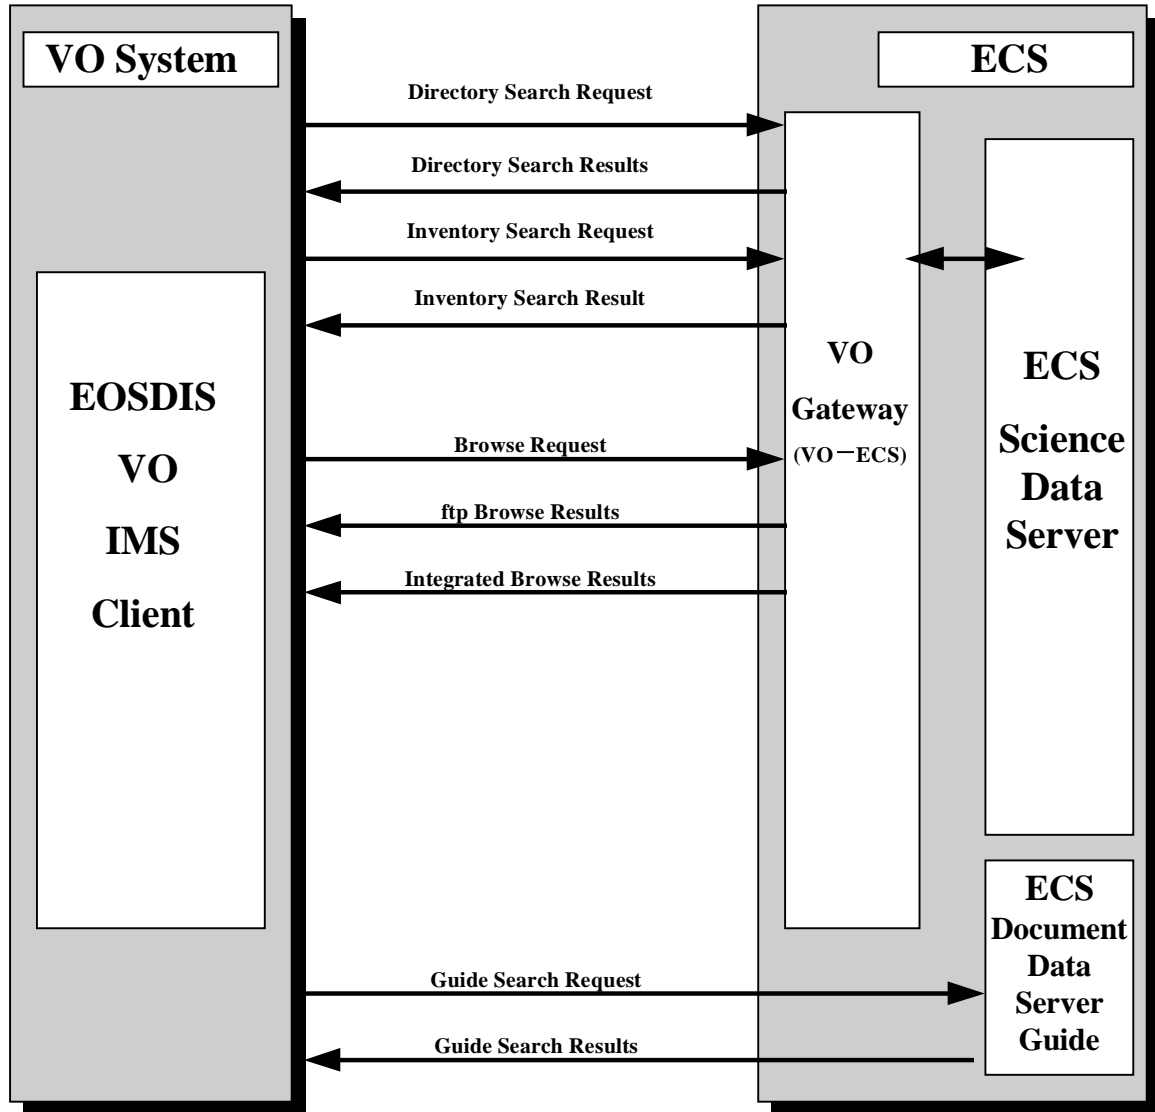 VO System
ECS
Directory Search Request
Directory Search Results
Inventory Search Request
Inventory Search Result
Browse Request
ftp Browse Results
Integrated Browse Results
EOSDIS
VO
IMS
Client
VO
Gateway
(VO—ECS)
ECS
Science
Data
Server
ECS
Document
Data
Server
Guide
Guide Search Request
Guide Search Results